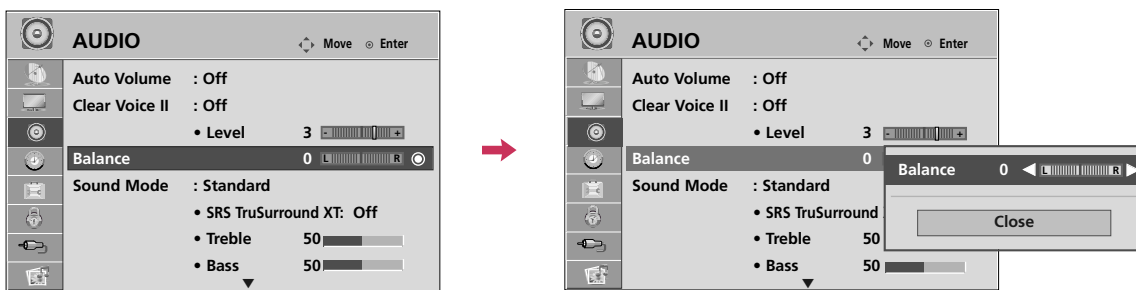 AUDIO Move Enter
Auto Volume : Off
Clear Voice II : Off
• Level 3 - +
Balance 0 L R
Sound Mode : Standard
• SRS TruSurround XT: Off
• Treble 50
• Bass 50
AUDIO Move Enter
Auto Volume : Off
Clear Voice II : Off
• Level 3 - +
Balance 0
Sound Mode : Standard
• SRS TruSurround
• Treble 50
• Bass 50
Balance 0 L R
Close